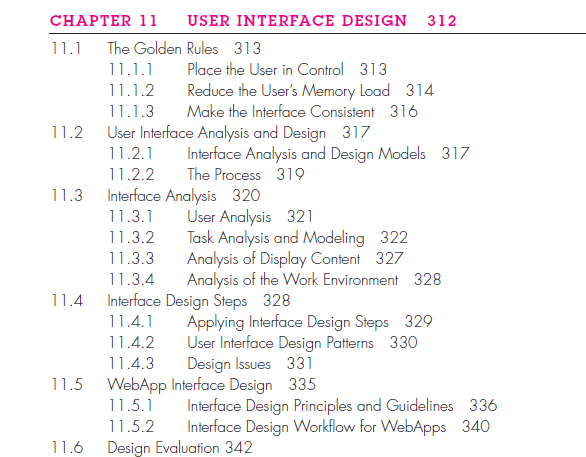 CHAPTER 11 USER INTERFACE DESIGN 312
11.1 The Golden Rules 313
11.1.1 Place the User in Control 313
11.1.2 Reduce the User's Memory Load 314
11.1.3 Make the Interface Consistent 316
11.2 User Interface Analysis and Design 317
11.2.1 Interface Analysis and Design Models 317
11.2.2 The Process 319
11.3 Interface Analysis 320
11.3.1 User Analysis 321
11.3.2 Task Analysis and Modeling 322
11.3.3 Analysis of Display Content 327
11.3.4 Analysis of the Work Environment 328
11.4 Interface Design Steps 328
11.4.1 Applying Interface Design Steps 329
11.4.2 User Interface Design Patterns 330
11.4.3 Design Issues 331
11.5 WebApp Interface Design 335
11.5.1 Interface Design Principles and Guidelines 336
11.5.2 Interface Design Workflow for WebApps 340
11.6 Design Evaluation 342